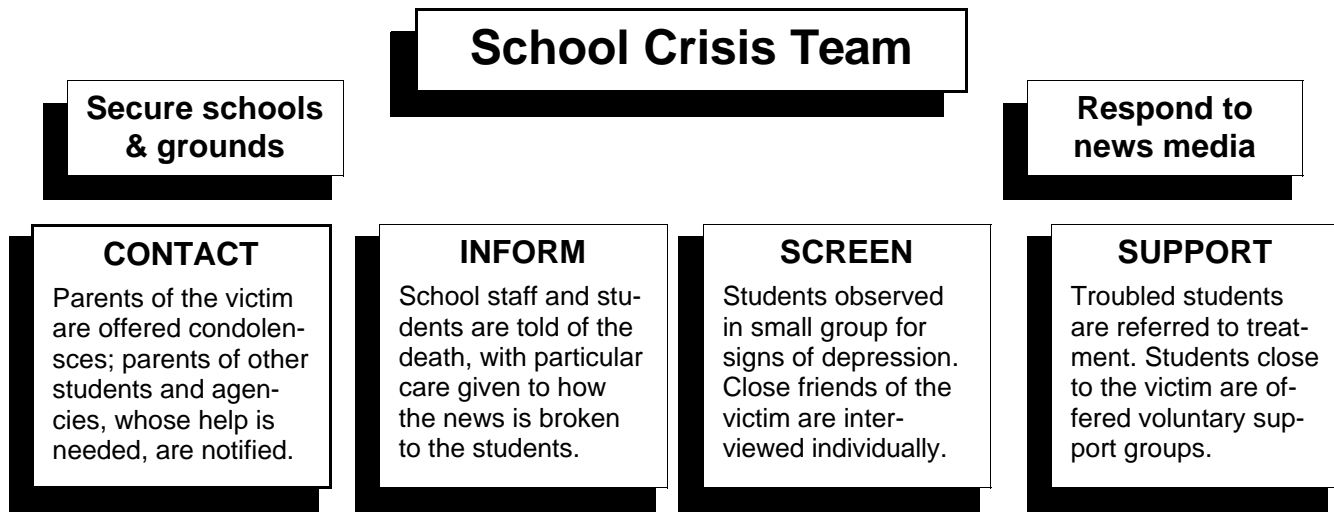 School Crisis Team
Secure schools
& grounds
Respond to
news media
CONTACT
Parents of the victim
are offered condolen-
sces; parents of other
students and agen-
cies, whose help is
needed, are notified.
INFORM
School staff and stu-
dents are told of the
death, with particular
care given to how
the news is broken
to the students.
SCREEN
Students observed
in small group for
signs of depression.
Close friends of the
victim are inter-
viewed individually.
SUPPORT
Troubled students
are referred to treat-
ment. Students close
to the victim are of-
fered voluntary sup-
port groups.